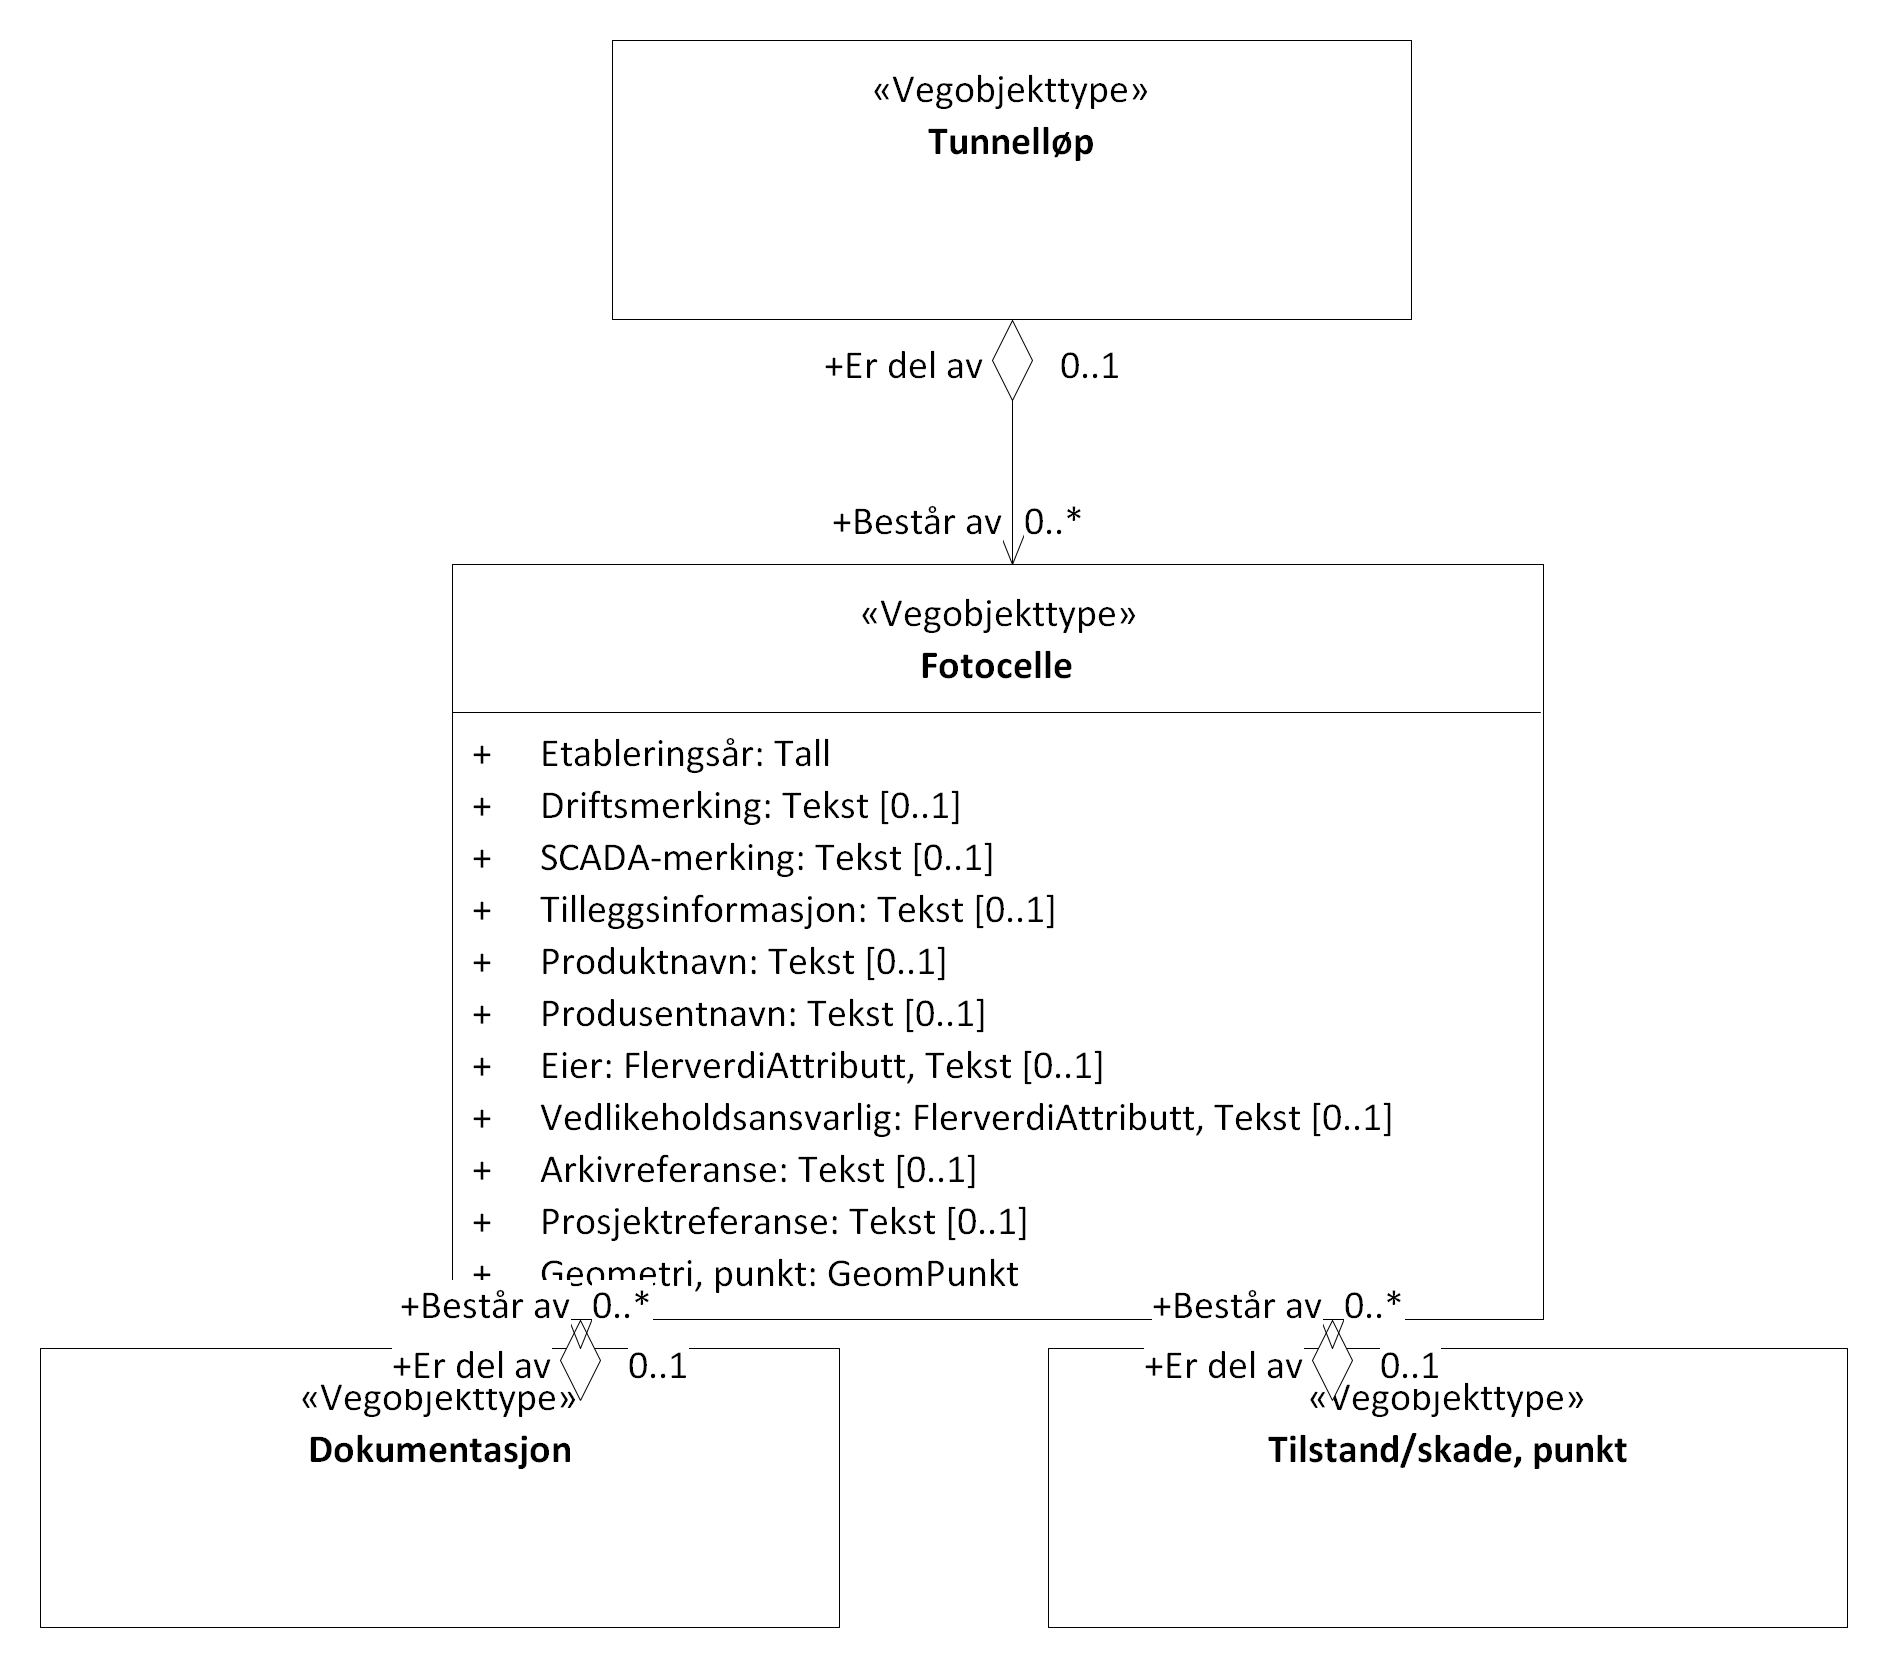 «Vegobjekttype»
Tunnelløp
+Er del av 0..1
+Består av 0..*
«Vegobjekttype»
Fotocelle
+ Etableringsår: Tall
+ Driftsmerking: Tekst [0..1]
+ SCADA-merking: Tekst [0..1]
+ Tilleggsinformasjon: Tekst [0..1]
+ Produktnavn: Tekst [0..1]
+ Produsentnavn: Tekst [0..1]
+ Eier: FlerverdiAttributt, Tekst [0..1]
+ Vedlikeholdsansvarlig: FlerverdiAttributt, Tekst [0..1]
+ Arkivreferanse: Tekst [0..1]
+ Prosjektreferanse: Tekst [0..1]
+ Geometri, punkt: GeomPunkt
+Består av 0..*
+Er del av 0..1
«Vegobjekttype»
Dokumentasjon
+Består av 0..*
+Er del av 0..1
«Vegobjekttype»
Tilstand/skade, punkt